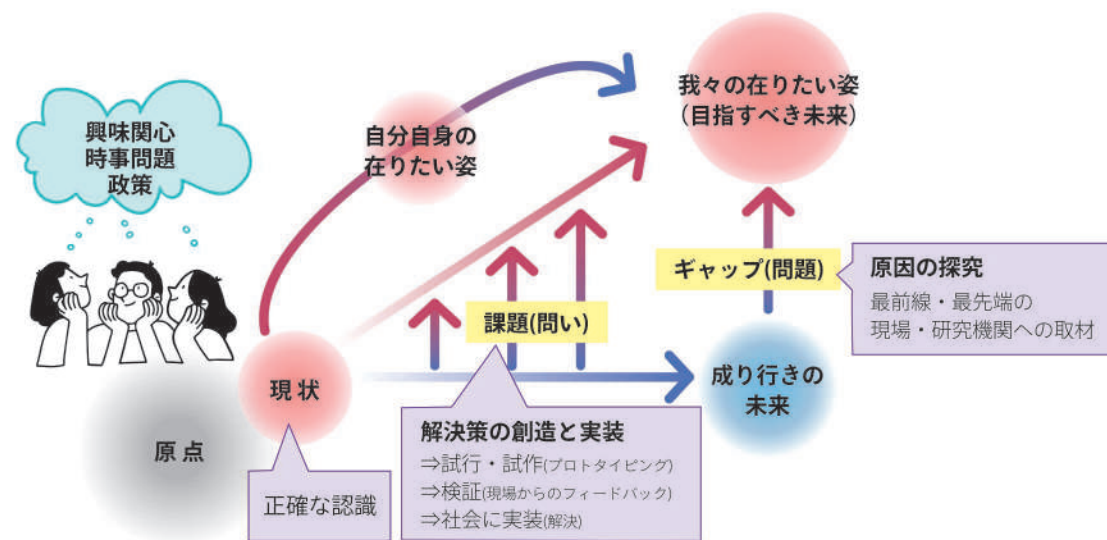 興味関心
時事問題
政策
自分自身の
在りたい姿
我々の在りたい姿
（目指すべき未来）
ギャップ(問題)
原因の探究
最前線・最先端の
現場・研究機関への取材
課題(問い)
現 状
成り行きの
未来
原 点
正確な認識
解決策の創造と実装
⇒試行・試作(プロトタイピング)
⇒検証(現場からのフィードバック)
⇒社会に実装(解決)